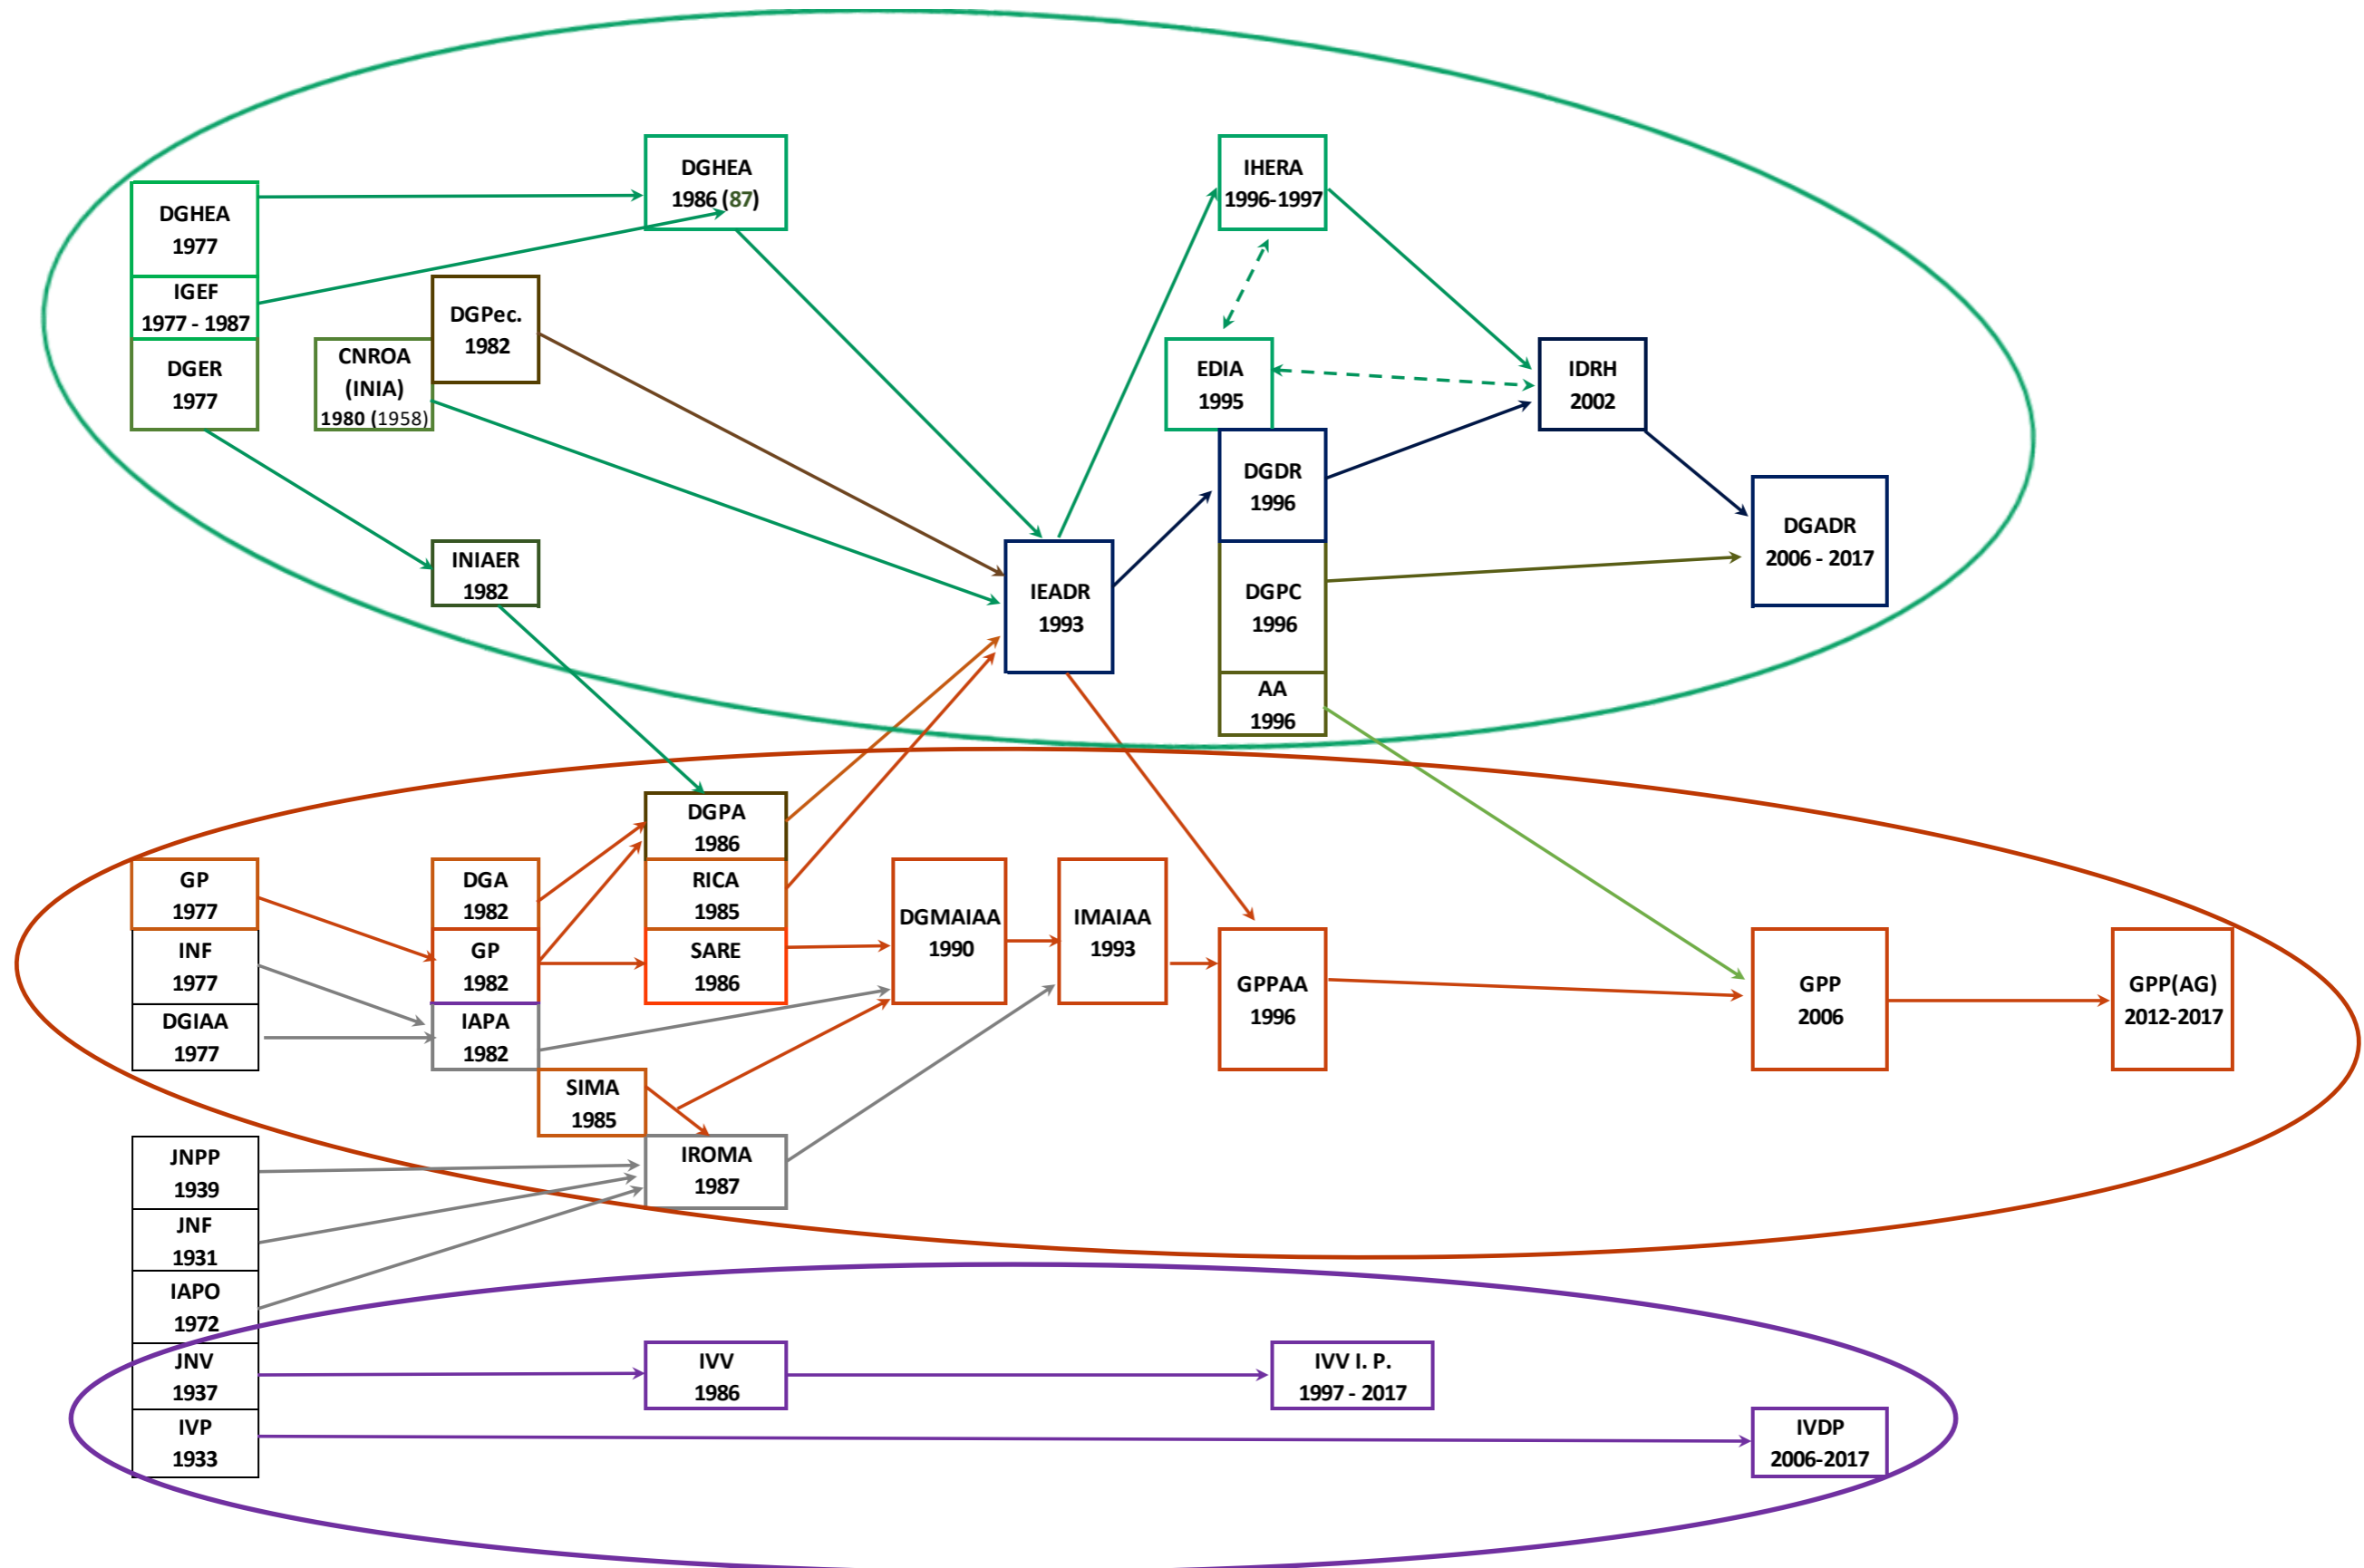 DGHEA
1986 (87)
IHERA
1996-1997
DGHEA
1977
IGEF
1977 - 1987
DGER
1977
DGPec.
1982
CNROA
(INIA)
1980 (1958)
EDIA
1995
IDRH
2002
DGDR
1996
DGADR
2006 - 2017
INIAER
1982
IEADR
1993
DGPC
1996
AA
1996
DGPA
1986
GP
1977
DGA
1982
RICA
1985
DGMAIAA
1990
IMAIAA
1993
INF
1977
GP
1982
SARE
1986
GPPAA
1996
GPP
2006
GPP(AG)
2012-2017
DGIAA
1977
IAPA
1982
SIMA
1985
JNPP
1939
IROMA
1987
JNF
1931
IAPO
1972
JNV
1937
IVV
1986
IVV I. P.
1997 - 2017
IVP
1933
IVDP
2006-2017